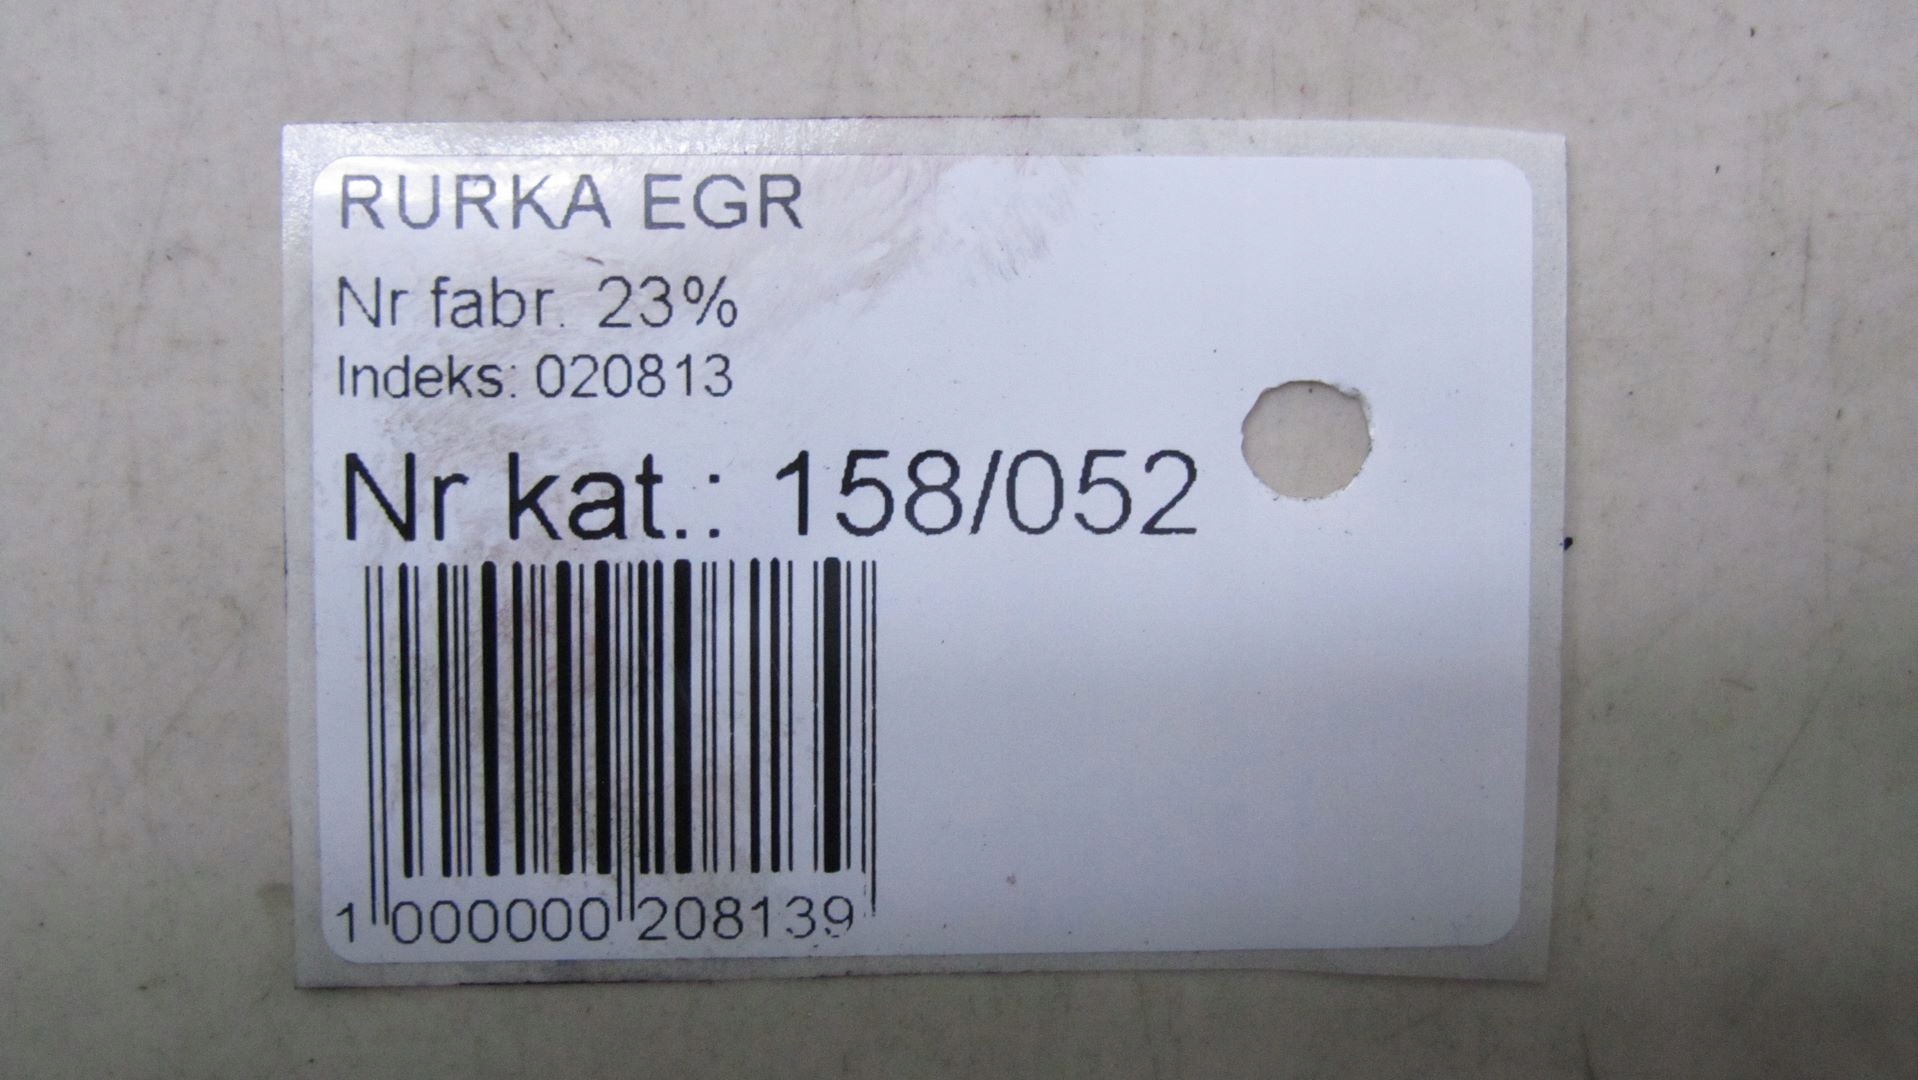 RURKA EGR
Nr fabr. 23%
Indeks: 020813
Nr kat.: 158/052
1 000000 208139